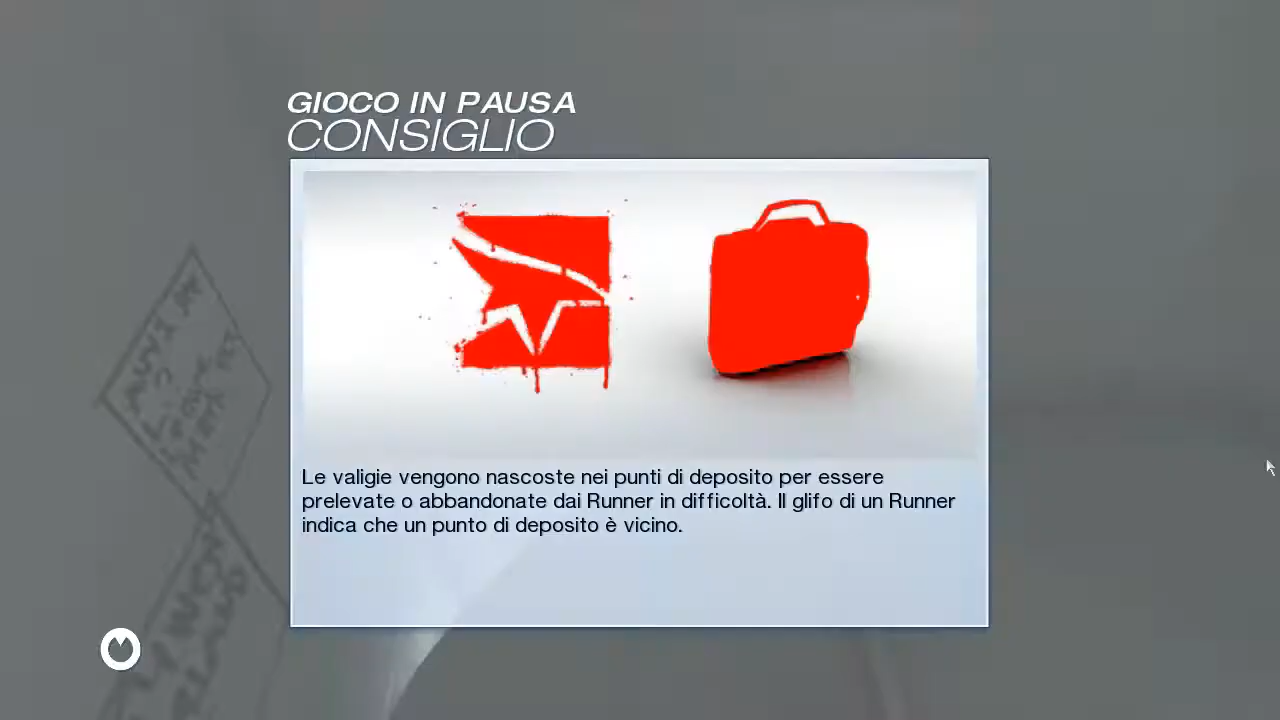 GIOCO IN PAUSA
CONSIGLIO
Le valigie vengono nascoste nei punti di deposito per essere
prelevate o abbandonate dai Runner in difficoltà. Il glifo di un Runner
indica che un punto di deposito è vicino.